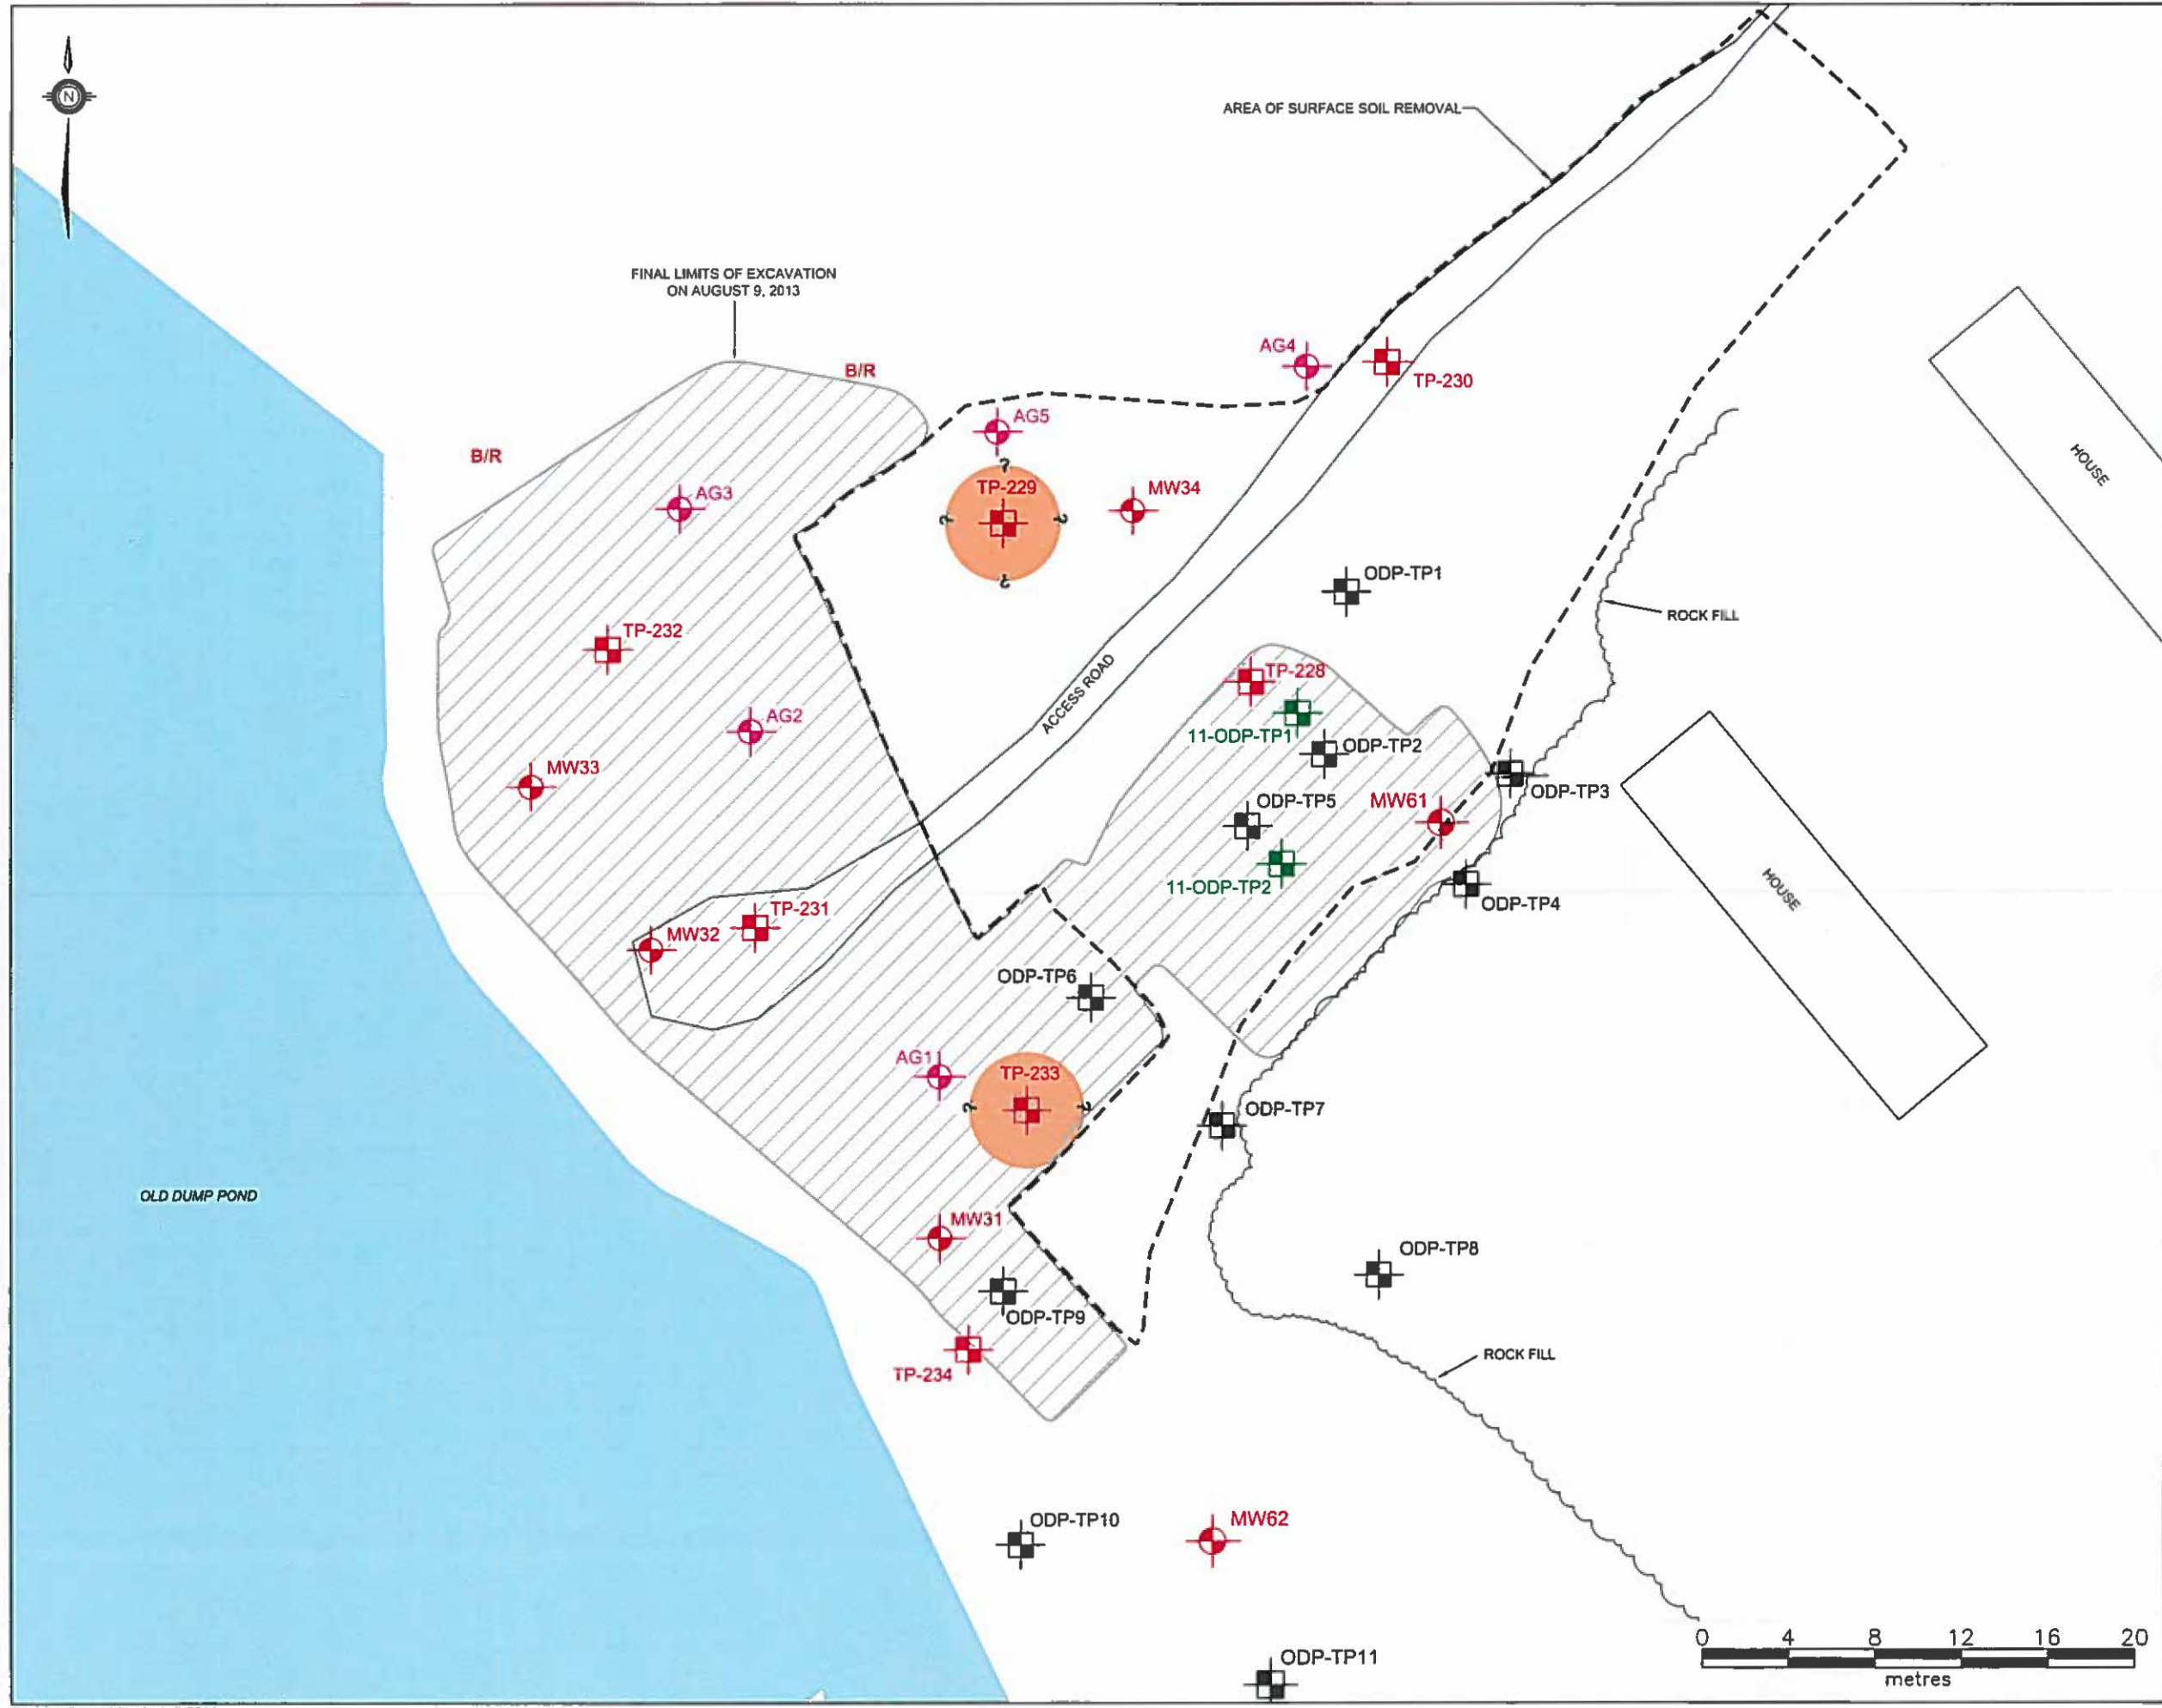 N
AREA OF SURFACE SOIL REMOVAL
FINAL LIMITS OF EXCAVATION
ON AUGUST 9, 2013
B/R
AG4
TP-230
B/R
AG5
HOUSE
?
TP-229
MW34
AG3
?
?
?
ODP-TP1
ROCK FILL
TP-232
TP-228
ACCESS ROAD
AG2
11-ODP-TP1
ODP-TP2
MW33
ODP-TP3
ODP-TP5
MW61
11-ODP-TP2
HOUSE
ODP-TP4
TP-231
MW32
ODP-TP6
AG1
TP-233
?
?
ODP-TP7
OLD DUMP POND
MW31
ODP-TP8
ODP-TP9
ROCK FILL
TP-234
ODP-TP10
MW62
0 4 8 12 16 20
metres
ODP-TP11